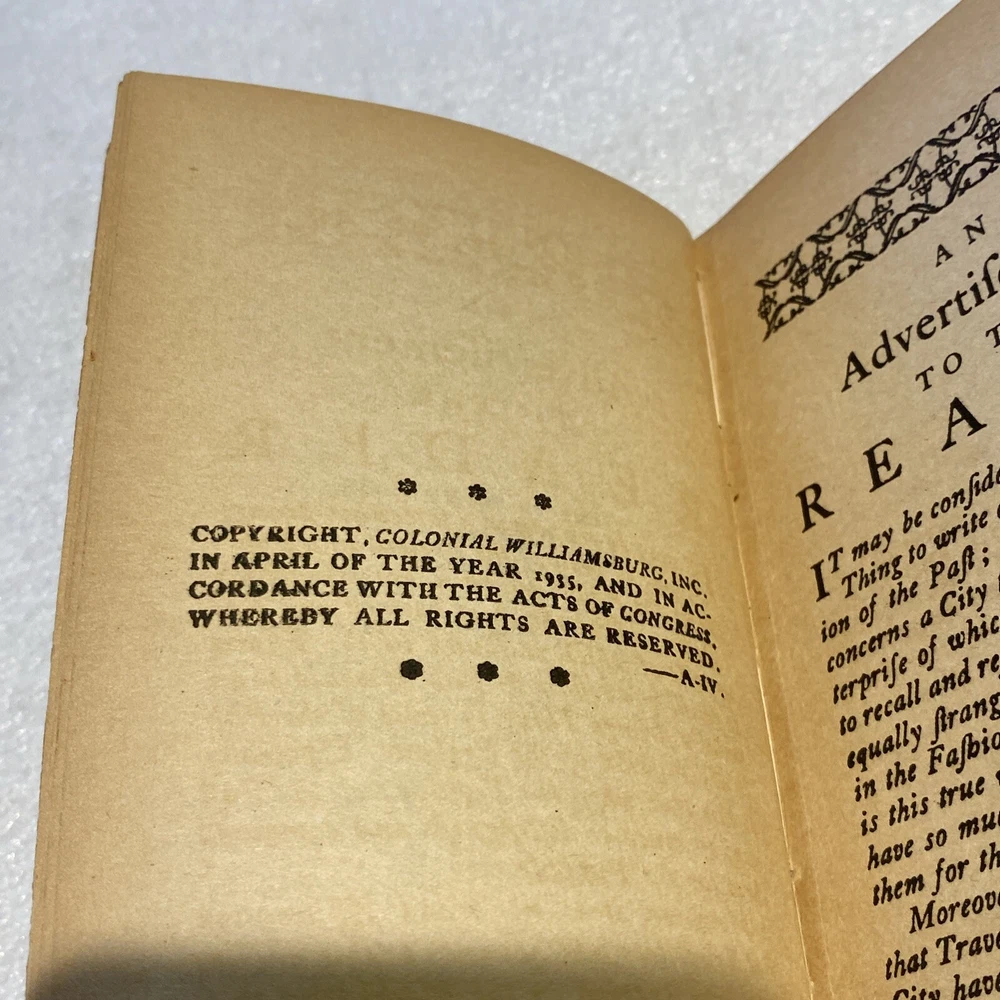 * * *
COPYRIGHT, COLONIAL WILLIAMSBURG, INC.
IN APRIL OF THE YEAR 1935, AND IN AC-
CORDANCE WITH THE ACTS OF CONGRESS,
WHEREBY ALL RIGHTS ARE RESERVED.
—A-IV.
* * *
AN
Advertiſe
TO T
REA
IT may be conſide
Thing to write
ion of the Paſt;
concerns a City
terpriſe of whic
to recall and re
equally ſtrang
in the Faſhio
is this true
have so mu
them for th
Moreov
that Trav
City have